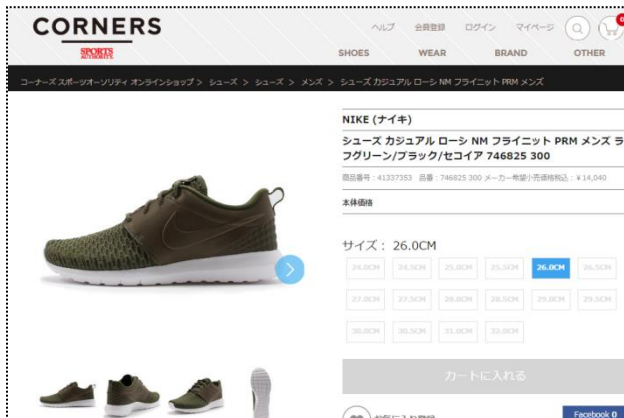 CORNERS
SPORTS
AUTHORITY
ヘルプ 会員登録 ログイン マイページ
0
SHOES WEAR BRAND OTHER
コーナーズ スポーツオーソリティ オンラインショップ > シューズ > シューズ > メンズ > シューズ カジュアル ローシ NM フライニット PRM メンズ
NIKE (ナイキ)
シューズ カジュアル ローシ NM フライニット PRM メンズ ラ
フグリーン/ブラック/セコイア 746825 300
商品番号：41337353 品番：746825 300 メーカー希望小売価格税込：￥14,040
本体価格
サイズ： 26.0CM
24.0CM 24.5CM 25.0CM 25.5CM 26.0CM 26.5CM
27.0CM 27.5CM 28.0CM 28.5CM 29.0CM 29.5CM
30.0CM 30.5CM 31.0CM 32.0CM
カートに入れる
お気に入り登録
Facebook 0